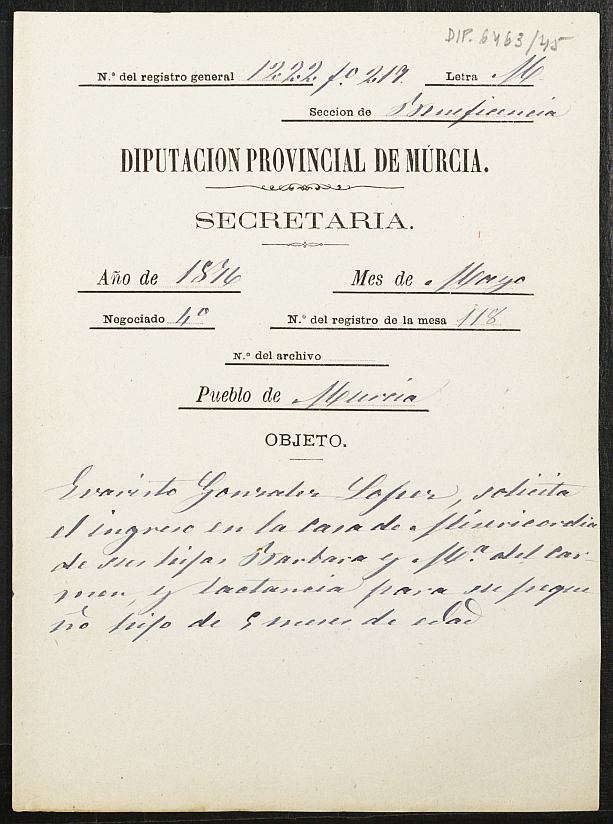 DIP. 6463/45
N.º del registro general 1222 fº 219. Letra M
Seccion de Beneficencia
DIPUTACION PROVINCIAL DE MÚRCIA.
SECRETARIA.
Año de 1876 Mes de Mayo
Negociado 4º N.º del registro de la mesa 118
N.º del archivo
Pueblo de Murcia
OBJETO.
Evaristo Gonzalez Lopez, solicita
el ingreso en la casa de Misericordia
de sus hijas Barbara y Mª. del Car-
men, y lactancia para su peque
ño hijo de 5 meses de edad